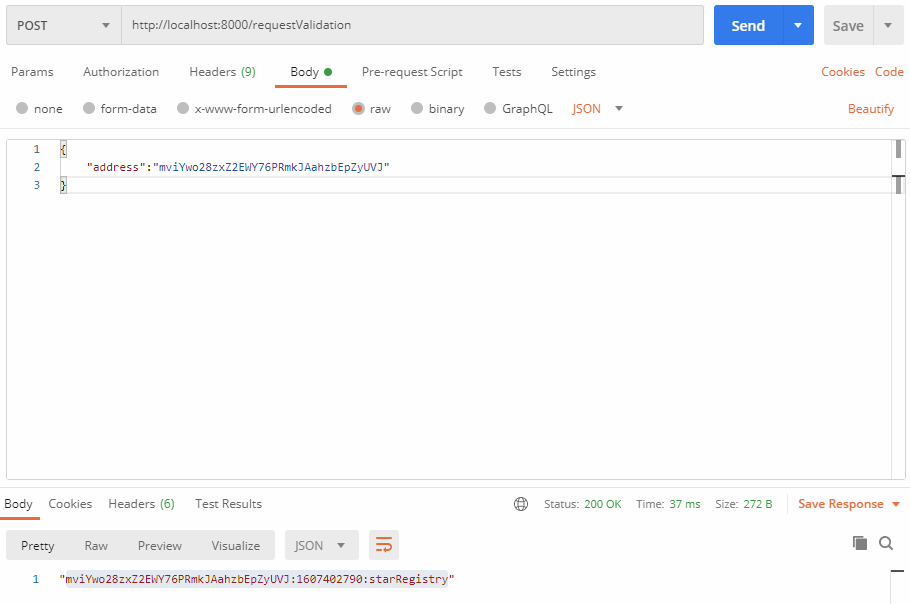 POST http://localhost:8000/requestValidation Send Save
Params Authorization Headers (9) Body Pre-request Script Tests Settings Cookies Code
none form-data x-www-form-urlencoded raw binary GraphQL JSON Beautify
1 {
2 "address":"mviYwo28zxZ2EWY76PRmkJAahzbEpZyUVJ"
3 }
Body Cookies Headers (6) Test Results Status: 200 OK Time: 37 ms Size: 272 B Save Response
Pretty Raw Preview Visualize JSON
1 "mviYwo28zxZ2EWY76PRmkJAahzbEpZyUVJ:1607402790:starRegistry"